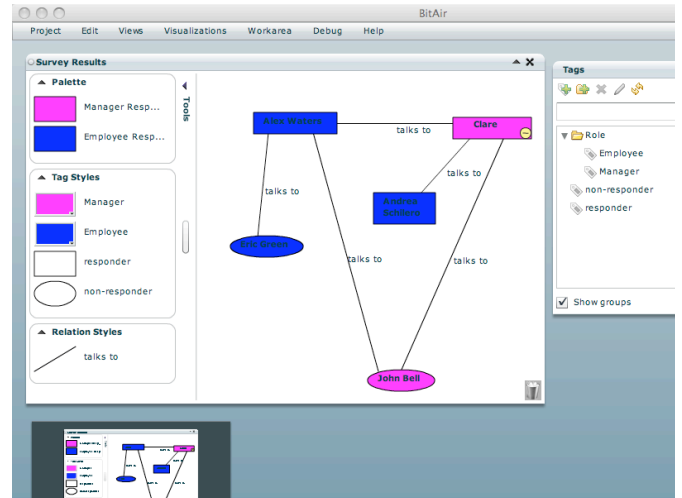 BitAir
Project Edit Views Visualizations Workarea Debug Help
Survey Results
Palette
Manager Resp...
Employee Resp...
Tools
Tag Styles
Manager
Employee
responder
non-responder
Relation Styles
talks to
Alex Waters
talks to
Clare
talks to
talks to
Andrea
Schiloro
Eric Green
talks to
talks to
John Bell
Tags
Role
Employee
Manager
non-responder
responder
Show groups